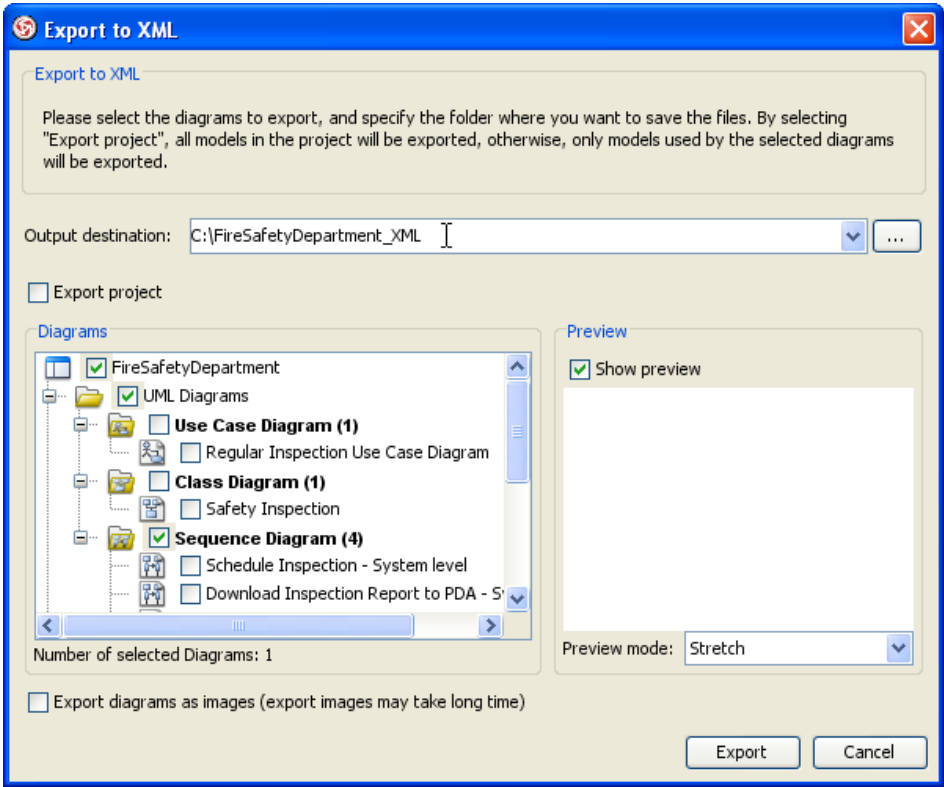 Export to XML
Export to XML
Please select the diagrams to export, and specify the folder where you want to save the files. By selecting
"Export project", all models in the project will be exported, otherwise, only models used by the selected diagrams
will be exported.
Output destination: C:\FireSafetyDepartment_XML ...
Export project
Diagrams
FireSafetyDepartment
UML Diagrams
Use Case Diagram (1)
Regular Inspection Use Case Diagram
Class Diagram (1)
Safety Inspection
Sequence Diagram (4)
Schedule Inspection - System level
Download Inspection Report to PDA -
Number of selected Diagrams: 1
Preview
Show preview
Preview mode: Stretch
Export diagrams as images (export images may take long time)
Export Cancel